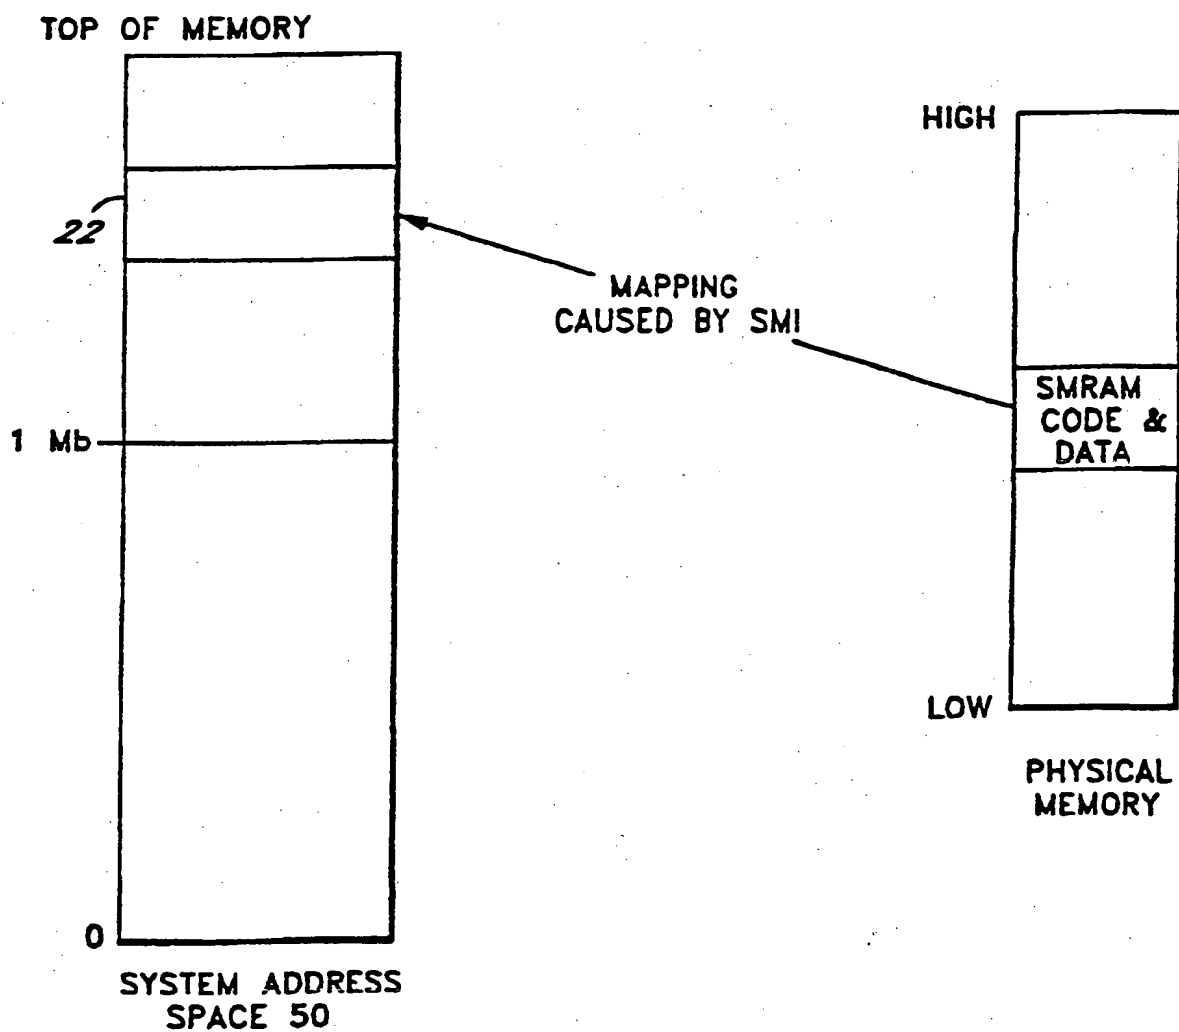 TOP OF MEMORY
HIGH
22
MAPPING
CAUSED BY SMI
SMRAM
CODE &
DATA
1 Mb
LOW
PHYSICAL
MEMORY
0
SYSTEM ADDRESS
SPACE 50